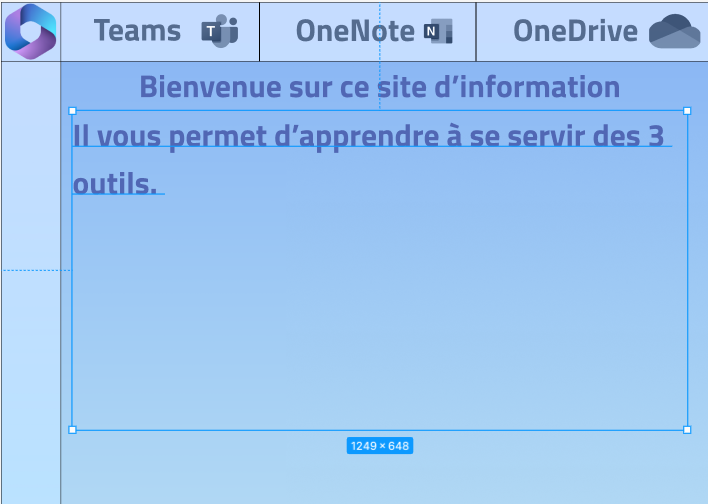 Teams T
OneNote N
OneDrive
Bienvenue sur ce site d’information
Il vous permet d’apprendre à se servir des 3
outils.
1249 × 648